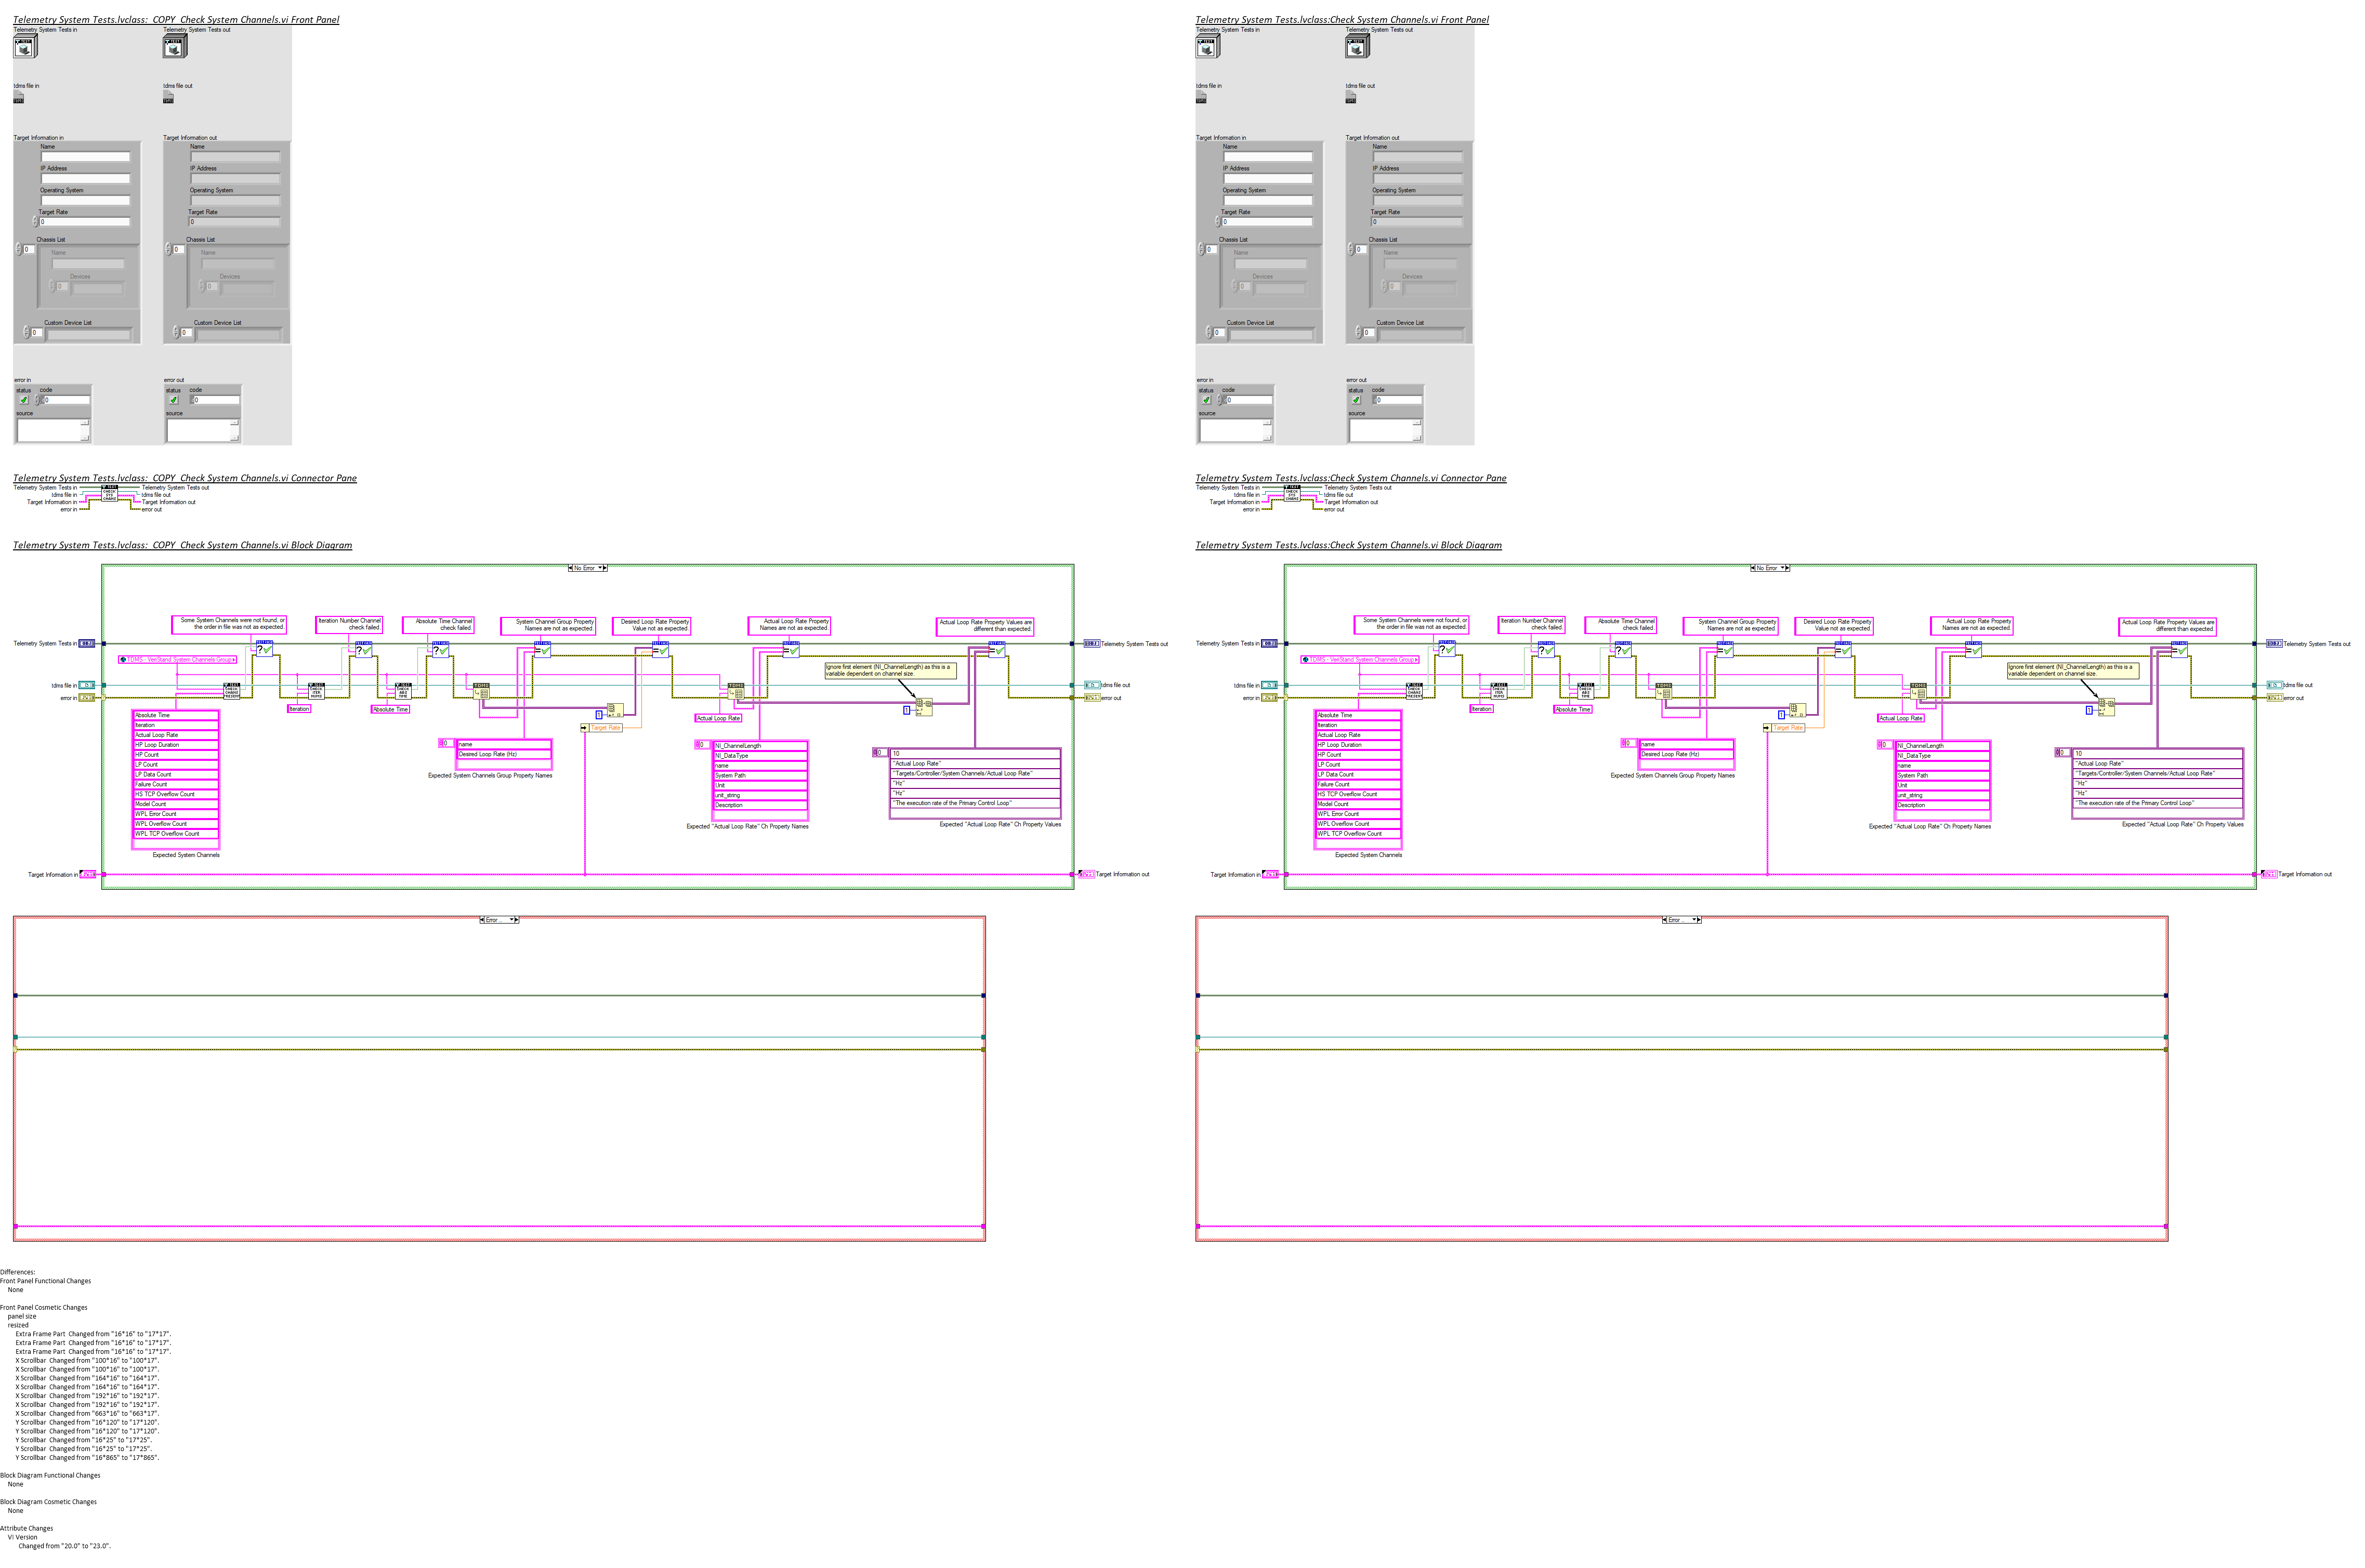 Telemetry System Tests.lvclass:_COPY_Check System Channels.vi Front Panel
Telemetry System Tests in
Telemetry System Tests out
tdms file in
tdms file out
Target Information in
Target Information out
Name
Name
IP Address
IP Address
Operating System
Operating System
Target Rate
Target Rate
0
0
Chassis List
Chassis List
0
0
Name
Name
Devices
Devices
0
0
Custom Device List
Custom Device List
0
0
error in
error out
status code
status code
0
0
source
source
Telemetry System Tests.lvclass:Check System Channels.vi Front Panel
Telemetry System Tests in
Telemetry System Tests out
tdms file in
tdms file out
Target Information in
Target Information out
Name
Name
IP Address
IP Address
Operating System
Operating System
Target Rate
Target Rate
0
0
Chassis List
Chassis List
0
0
Name
Name
Devices
Devices
0
0
Custom Device List
Custom Device List
0
0
error in
error out
status code
status code
0
0
source
source
Telemetry System Tests.lvclass:_COPY_Check System Channels.vi Connector Pane
Telemetry System Tests in
Telemetry System Tests out
tdms file in
tdms file out
Target Information in
Target Information out
error in
error out
Telemetry System Tests.lvclass:Check System Channels.vi Connector Pane
Telemetry System Tests in
Telemetry System Tests out
tdms file in
tdms file out
Target Information in
Target Information out
error in
error out
Telemetry System Tests.lvclass:_COPY_Check System Channels.vi Block Diagram
No Error
Some System Channels were not found, or
the order in file was not as expected.
Iteration Number Channel
check failed.
Absolute Time Channel
check failed.
System Channel Group Property
Names are not as expected.
Desired Loop Rate Property
Value not as expected.
Actual Loop Rate Property
Names are not as expected.
Actual Loop Rate Property Values are
different than expected.
Telemetry System Tests in
Telemetry System Tests out
TDMS - VeriStand System Channels Group
Ignore first element (NI_ChannelLength) as this is a
variable dependent on channel size.
tdms file in
tdms file out
error in
error out
Iteration
Absolute Time
Actual Loop Rate
1
1
Target Rate
Absolute Time
Iteration
Actual Loop Rate
HP Loop Duration
HP Count
LP Count
LP Data Count
Failure Count
HS TCP Overflow Count
Model Count
WPL Error Count
WPL Overflow Count
WPL TCP Overflow Count
Expected System Channels
0
name
Desired Loop Rate (Hz)
Expected System Channels Group Property Names
0
NI_ChannelLength
NI_DataType
name
System Path
Unit
unit_string
Description
Expected "Actual Loop Rate" Ch Property Names
0
10
"Actual Loop Rate"
"Targets/Controller/System Channels/Actual Loop Rate"
"Hz"
"Hz"
"The execution rate of the Primary Control Loop"
Expected "Actual Loop Rate" Ch Property Values
Target Information in
Target Information out
Error
Telemetry System Tests.lvclass:Check System Channels.vi Block Diagram
No Error
Some System Channels were not found, or
the order in file was not as expected.
Iteration Number Channel
check failed.
Absolute Time Channel
check failed.
System Channel Group Property
Names are not as expected.
Desired Loop Rate Property
Value not as expected.
Actual Loop Rate Property
Names are not as expected.
Actual Loop Rate Property Values are
different than expected.
Telemetry System Tests in
Telemetry System Tests out
TDMS - VeriStand System Channels Group
Ignore first element (NI_ChannelLength) as this is a
variable dependent on channel size.
tdms file in
tdms file out
error in
error out
Iteration
Absolute Time
Actual Loop Rate
1
1
Target Rate
Absolute Time
Iteration
Actual Loop Rate
HP Loop Duration
HP Count
LP Count
LP Data Count
Failure Count
HS TCP Overflow Count
Model Count
WPL Error Count
WPL Overflow Count
WPL TCP Overflow Count
Expected System Channels
0
name
Desired Loop Rate (Hz)
Expected System Channels Group Property Names
0
NI_ChannelLength
NI_DataType
name
System Path
Unit
unit_string
Description
Expected "Actual Loop Rate" Ch Property Names
0
10
"Actual Loop Rate"
"Targets/Controller/System Channels/Actual Loop Rate"
"Hz"
"Hz"
"The execution rate of the Primary Control Loop"
Expected "Actual Loop Rate" Ch Property Values
Target Information in
Target Information out
Error
Differences:
Front Panel Functional Changes
None
Front Panel Cosmetic Changes
panel size
resized
Extra Frame Part Changed from "16*16" to "17*17".
Extra Frame Part Changed from "16*16" to "17*17".
Extra Frame Part Changed from "16*16" to "17*17".
X Scrollbar Changed from "100*16" to "100*17".
X Scrollbar Changed from "100*16" to "100*17".
X Scrollbar Changed from "164*16" to "164*17".
X Scrollbar Changed from "164*16" to "164*17".
X Scrollbar Changed from "192*16" to "192*17".
X Scrollbar Changed from "192*16" to "192*17".
X Scrollbar Changed from "663*16" to "663*17".
Y Scrollbar Changed from "16*120" to "17*120".
Y Scrollbar Changed from "16*120" to "17*120".
Y Scrollbar Changed from "16*25" to "17*25".
Y Scrollbar Changed from "16*25" to "17*25".
Y Scrollbar Changed from "16*865" to "17*865".
Block Diagram Functional Changes
None
Block Diagram Cosmetic Changes
None
Attribute Changes
VI Version
Changed from "20.0" to "23.0".